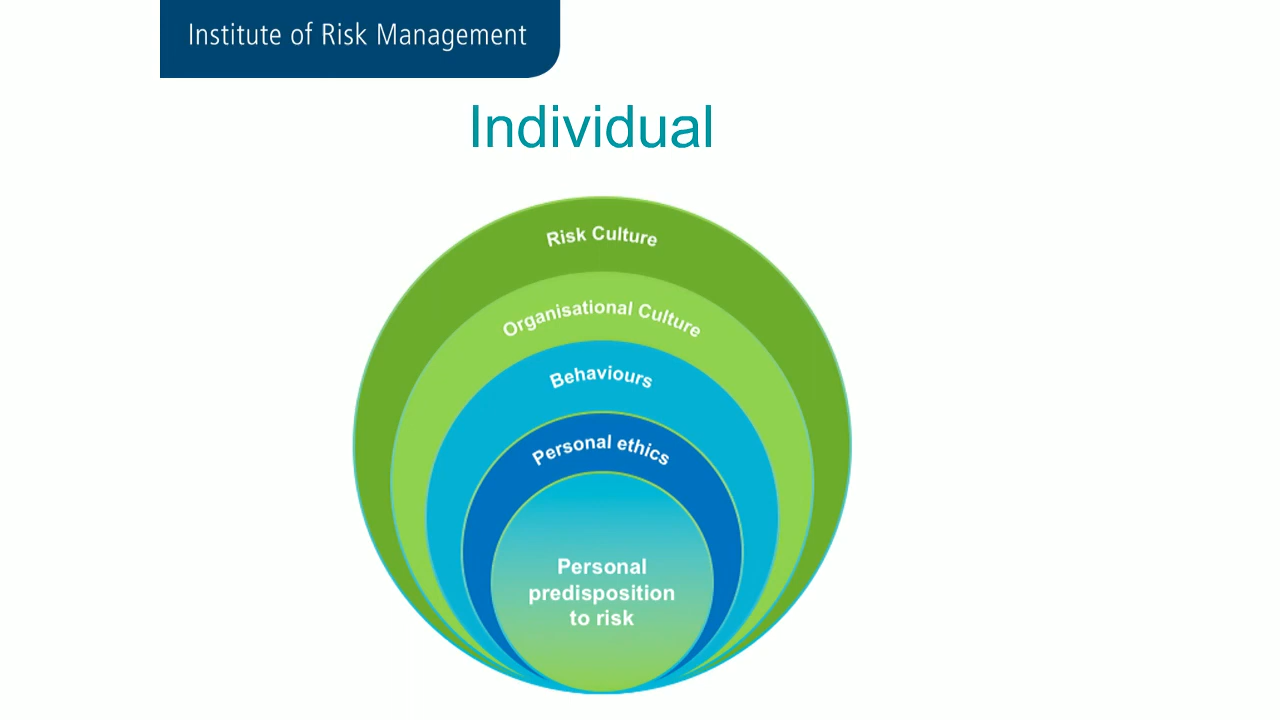 Institute of Risk Management
Individual
Risk Culture
Organisational Culture
Behaviours
Personal ethics
Personal
predisposition
to risk